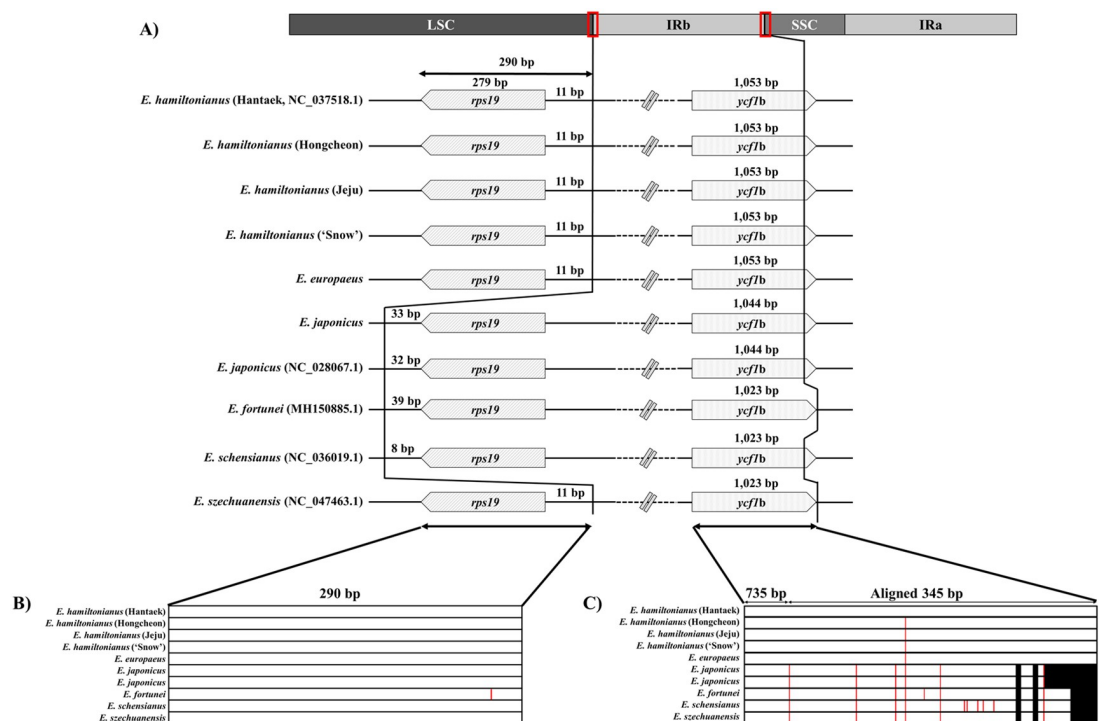 A)
LSC IRb SSC IRa
290 bp
279 bp 11 bp 1,053 bp
E. hamiltonianus (Hantaek, NC_037518.1) rps19 ycf1b
11 bp 1,053 bp
E. hamiltonianus (Hongcheon) rps19 ycf1b
11 bp 1,053 bp
E. hamiltonianus (Jeju) rps19 ycf1b
11 bp 1,053 bp
E. hamiltonianus (‘Snow’) rps19 ycf1b
11 bp 1,053 bp
E. europaeus rps19 ycf1b
33 bp 1,044 bp
E. japonicus rps19 ycf1b
32 bp 1,044 bp
E. japonicus (NC_028067.1) rps19 ycf1b
39 bp 1,023 bp
E. fortunei (MH150885.1) rps19 ycf1b
8 bp 1,023 bp
E. schensianus (NC_036019.1) rps19 ycf1b
11 bp 1,023 bp
E. szechuanensis (NC_047463.1) rps19 ycf1b
B)
290 bp
E. hamiltonianus (Hantaek)
E. hamiltonianus (Hongcheon)
E. hamiltonianus (Jeju)
E. hamiltonianus (‘Snow’)
E. europaeus
E. japonicus
E. japonicus
E. fortunei
E. schensianus
E. szechuanensis
C)
735 bp Aligned 345 bp
E. hamiltonianus (Hantaek)
E. hamiltonianus (Hongcheon)
E. hamiltonianus (Jeju)
E. hamiltonianus (‘Snow’)
E. europaeus
E. japonicus
E. japonicus
E. fortunei
E. schensianus
E. szechuanensis